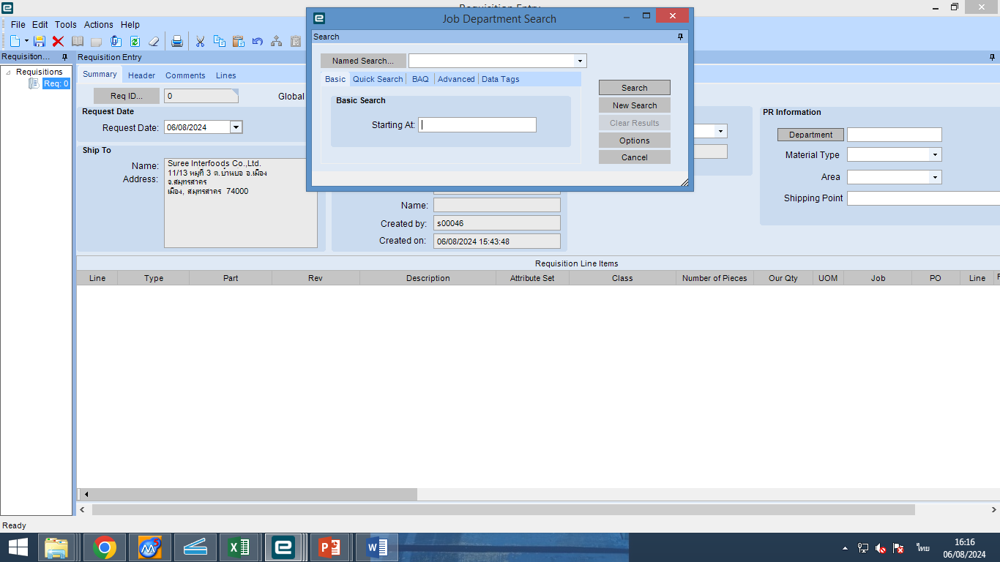 Requisition Entry
File Edit Tools Actions Help
Requisition...
Requisitions
Req: 0
Requisition Entry
Summary Header Comments Lines
Req ID... 0 Global
Request Date
Request Date: 06/08/2024
Ship To
Name: Suree Interfoods Co.,Ltd.
Address: 11/13 หมู่ที่ 3 ต.บ้านบ่อ อ.เมือง
จ.สมุทรสาคร
เมือง, สมุทรสาคร 74000
Job Department Search
Search
Named Search...
Basic Quick Search BAQ Advanced Data Tags
Basic Search
Starting At:
Search
New Search
Clear Results
Options
Cancel
Name:
Created by: s00046
Created on: 06/08/2024 15:43:48
PR Information
Department
Material Type
Area
Shipping Point
Requisition Line Items
Line Type Part Rev Description Attribute Set Class Number of Pieces Our Qty UOM Job PO Line
Ready
ไทย
16:16
06/08/2024